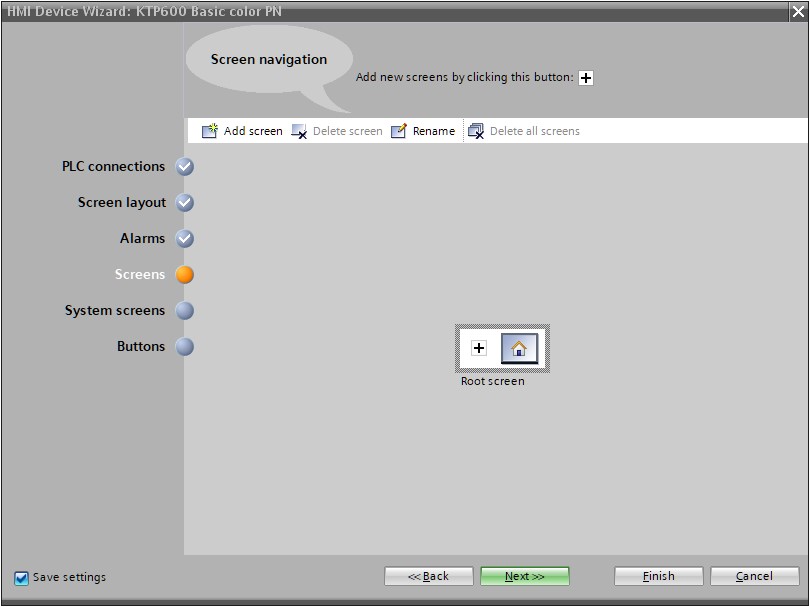 HMI Device Wizard: KTP600 Basic color PN
Screen navigation
Add new screens by clicking this button:
Add screen Delete screen Rename Delete all screens
PLC connections
Screen layout
Alarms
Screens
System screens
Buttons
Root screen
Save settings
<< Back Next >> Finish Cancel